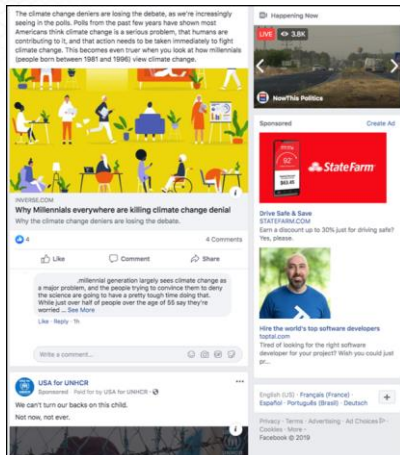 The climate change deniers are losing the debate, as we're increasingly
seeing in the polls. Polls from the past few years have shown most
Americans think climate change is a serious problem, that humans are
contributing to it, and that action needs to be taken immediately to fight
climate change. This becomes even truer when you look at how millennials
(people born between 1981 and 1996) view climate change.
INVERSE.COM
Why Millennials everywhere are killing climate change denial
Why the climate change deniers are losing the debate.
4
4 Comments
Like Comment Share
.millennial generation largely sees climate change as
a major problem, and the people trying to convince them to deny
the science are going to have a pretty tough time doing that.
While just over half of people over the age of 55 say they're
worried ... See More
Like · Reply · 1h
Write a comment...
USA for UNHCR
Sponsored · Paid for by USA for UNHCR ·
We can't turn our backs on this child.
Not now, not ever.
Happening Now
LIVE 3.8K
NowThis Politics
Sponsored Create Ad
92
StateFarm
Drive Safe & Save
STATEFARM.COM
Earn a discount up to 30% just for driving safe?
Yes, please.
Hire the world's top software developers
toptal.com
Tired of looking for the right software
developer for your project? Wish you could just
pr...
English (US) · Français (France) ·
Español · Português (Brasil) · Deutsch
Privacy · Terms · Advertising · Ad Choices ·
Cookies · More ·
Facebook © 2019